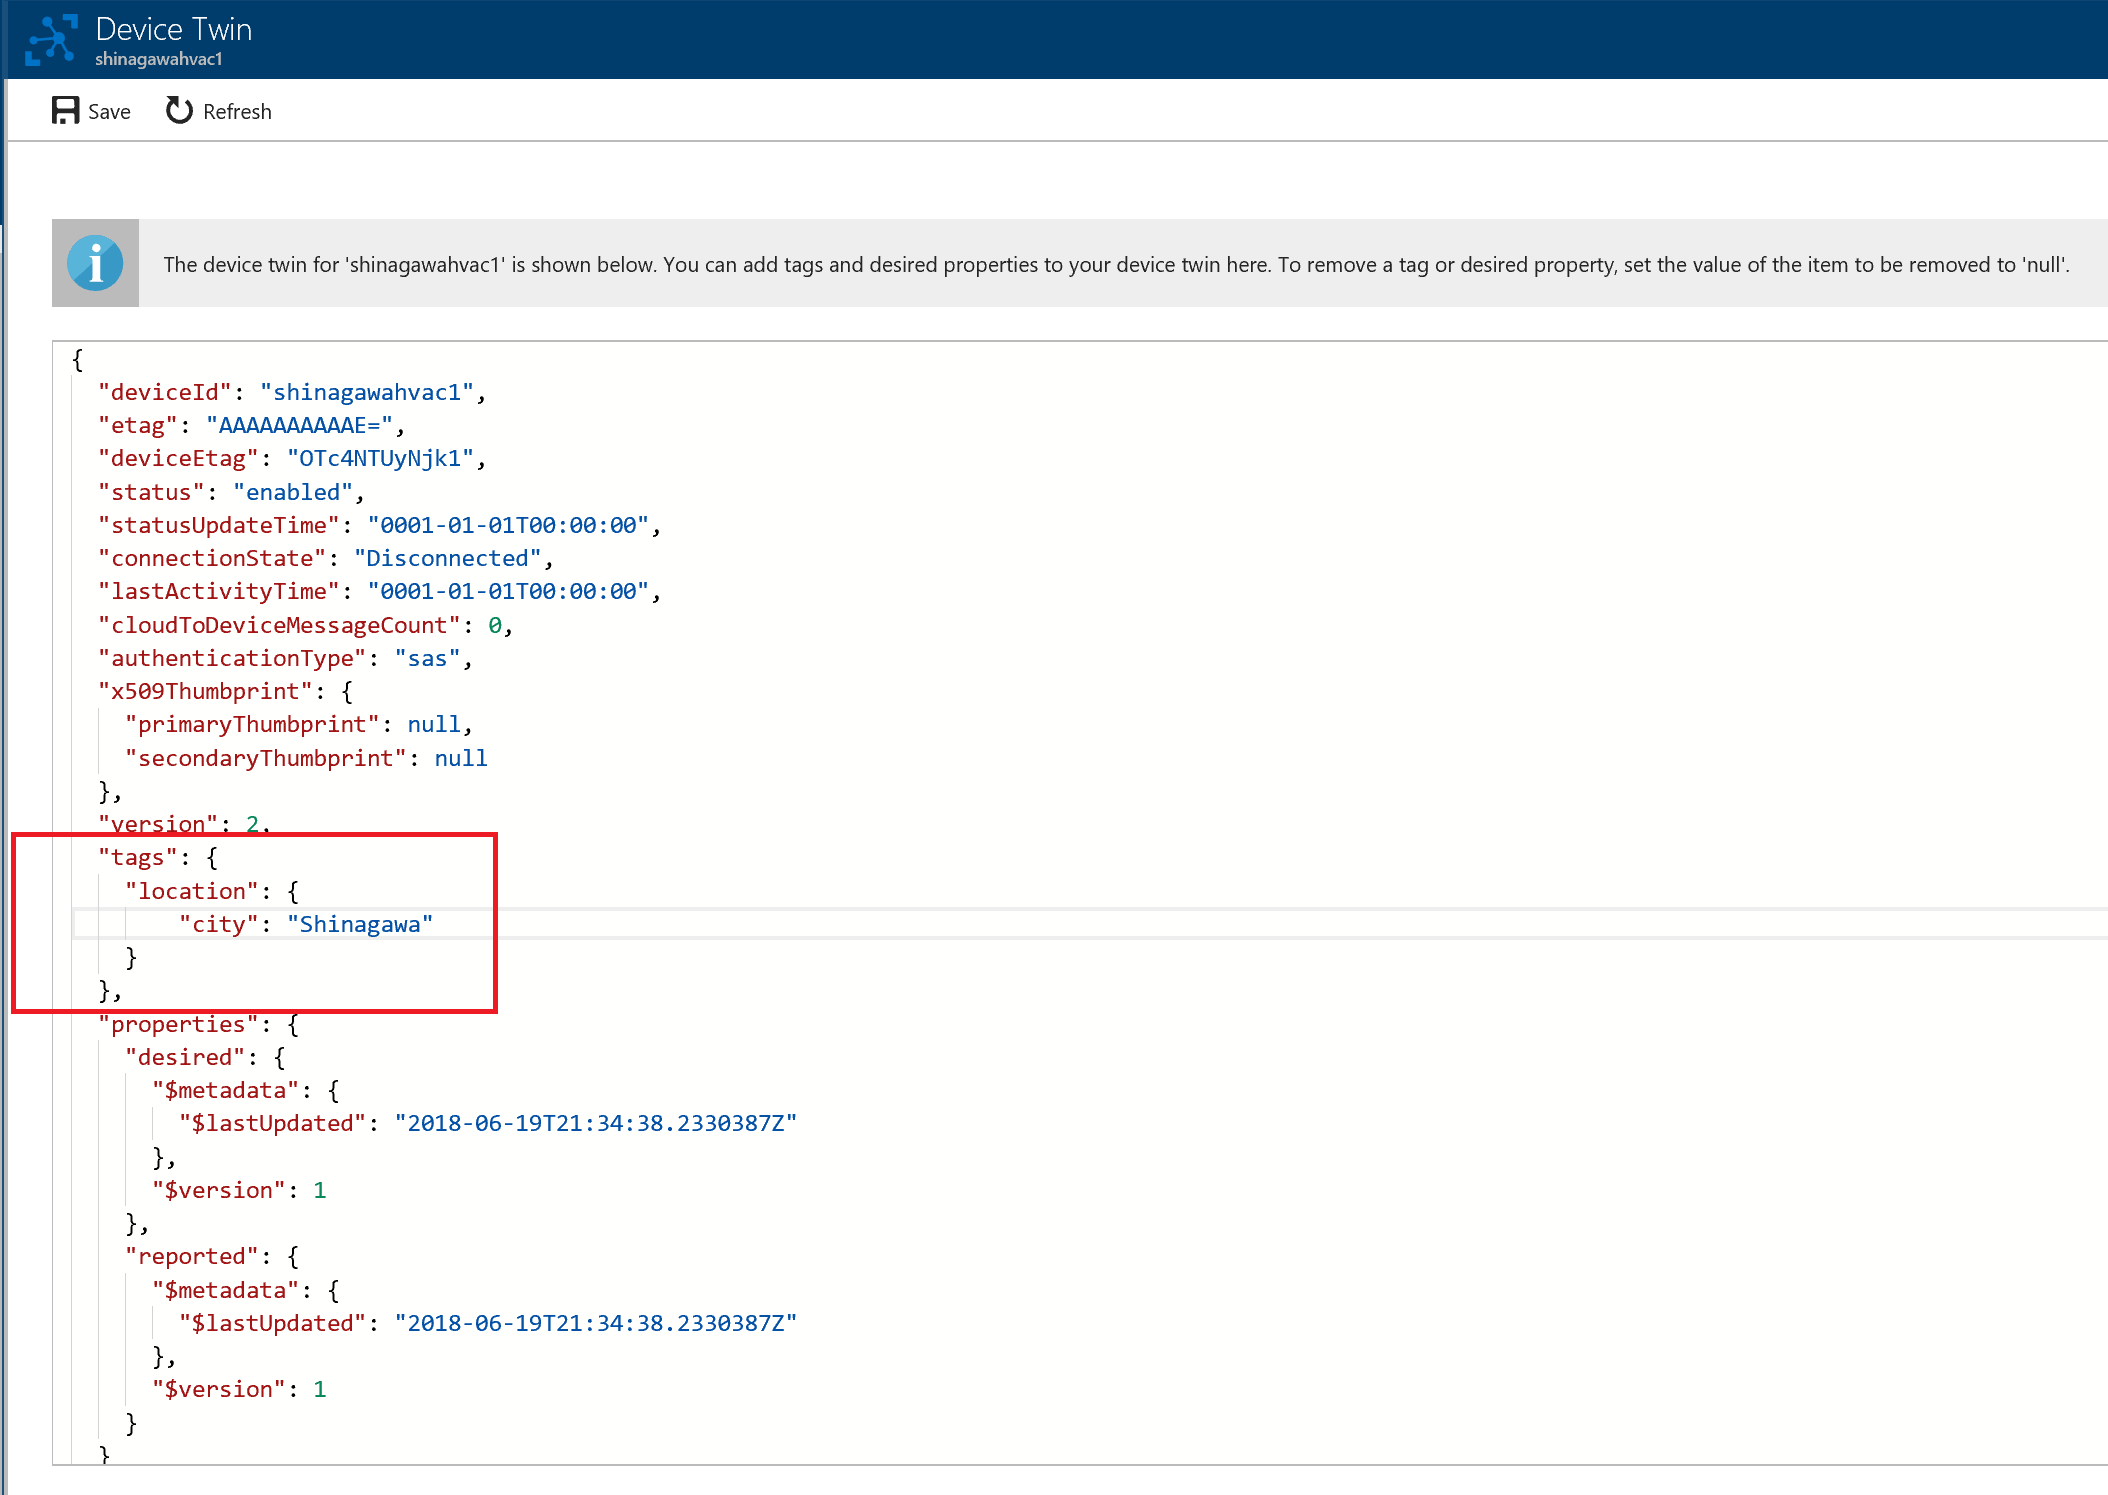 Device Twin
shinagawahvac1
Save Refresh
The device twin for 'shinagawahvac1' is shown below. You can add tags and desired properties to your device twin here. To remove a tag or desired property, set the value of the item to be removed to 'null'.
{
"deviceId": "shinagawahvac1",
"etag": "AAAAAAAAAAE=",
"deviceEtag": "OTc4NTUyNjk1",
"status": "enabled",
"statusUpdateTime": "0001-01-01T00:00:00",
"connectionState": "Disconnected",
"lastActivityTime": "0001-01-01T00:00:00",
"cloudToDeviceMessageCount": 0,
"authenticationType": "sas",
"x509Thumbprint": {
"primaryThumbprint": null,
"secondaryThumbprint": null
},
"version": 2,
"tags": {
"location": {
"city": "Shinagawa"
}
},
"properties": {
"desired": {
"$metadata": {
"$lastUpdated": "2018-06-19T21:34:38.2330387Z"
},
"$version": 1
},
"reported": {
"$metadata": {
"$lastUpdated": "2018-06-19T21:34:38.2330387Z"
},
"$version": 1
}
}